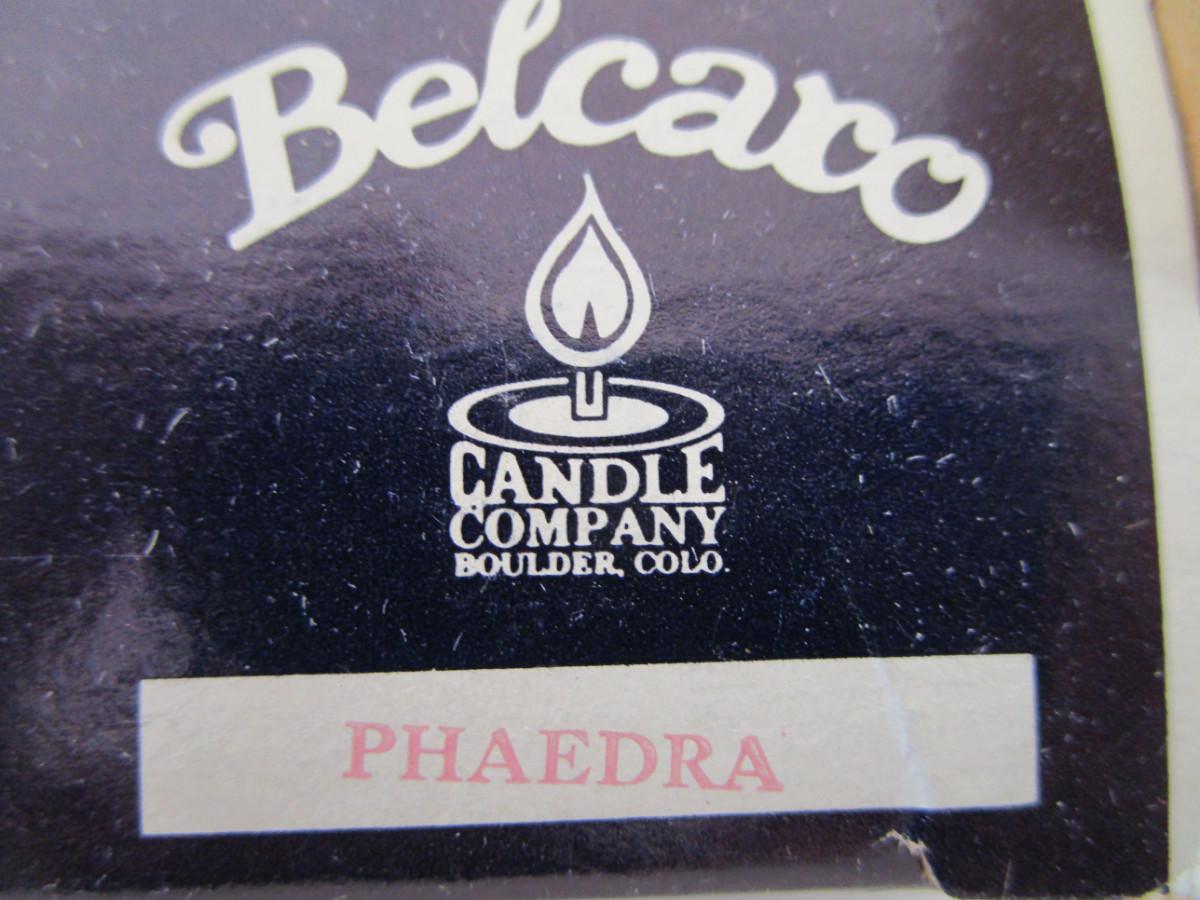 Belcaro
CANDLE
COMPANY
BOULDER, COLO.
PHAEDRA